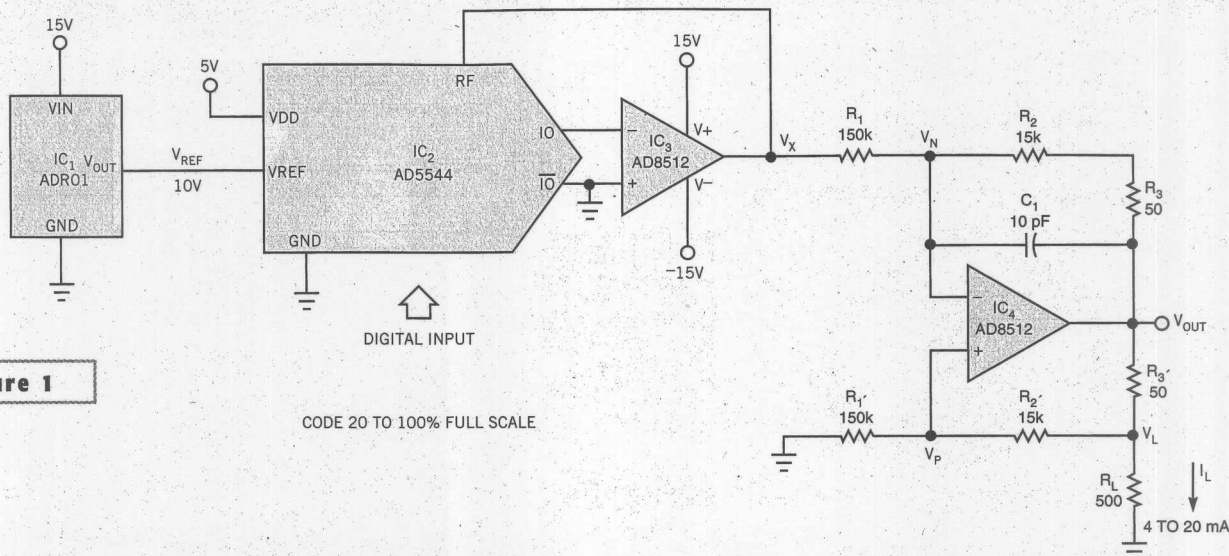 15V
VIN
IC1
VOUT
ADR01
GND
VREF
10V
5V
VDD
RF
IC2
AD5544
VREF
IO
IO
GND
DIGITAL INPUT
CODE 20 TO 100% FULL SCALE
15V
V+
IC3
AD8512
V−
−15V
VX
R1
150k
VN
R2
15k
R3
50
C1
10 pF
IC4
AD8512
VOUT
R3′
50
R1′
150k
VP
R2′
15k
VL
RL
500
IL
4 TO 20 mA
ure 1